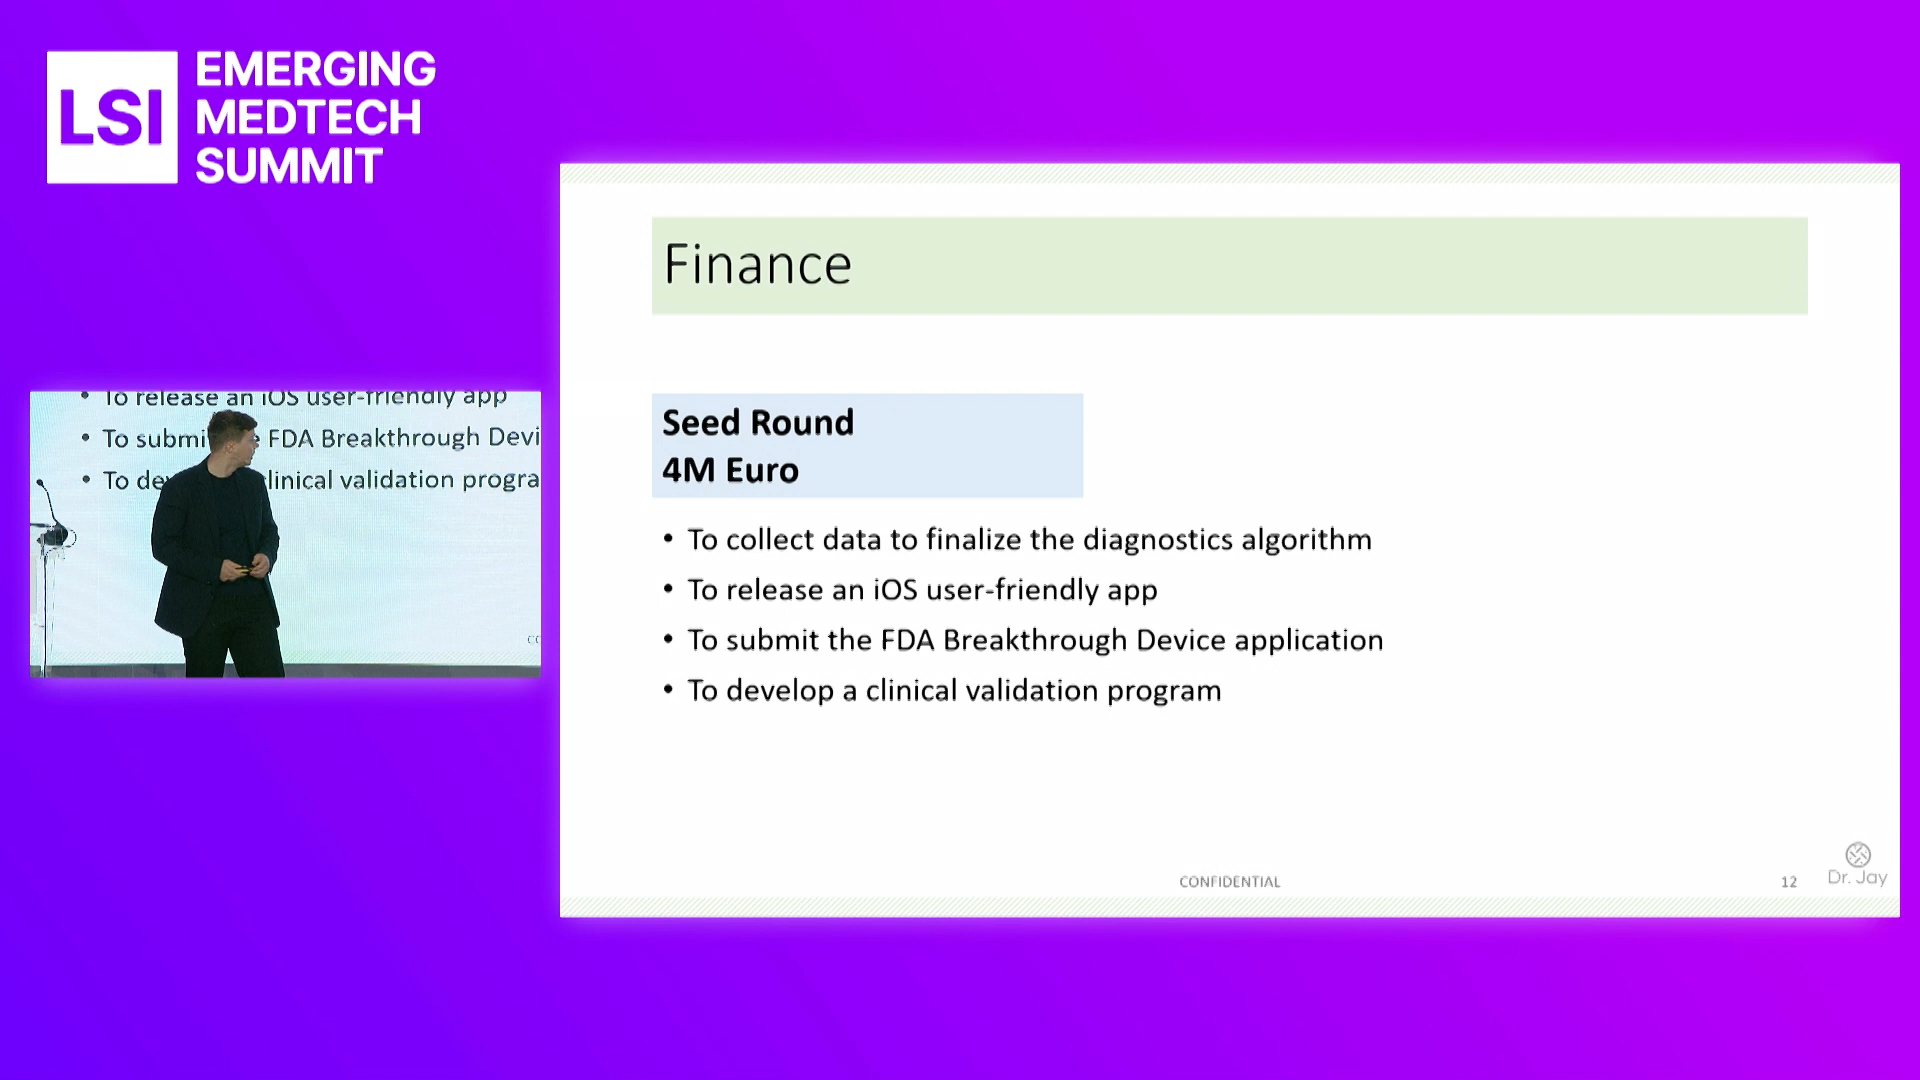 LSI
EMERGING
MEDTECH
SUMMIT
To release an iOS user-friendly app
To submi FDA Breakthrough Devi
To de linical validation progra
Finance
Seed Round
4M Euro
• To collect data to finalize the diagnostics algorithm
• To release an iOS user-friendly app
• To submit the FDA Breakthrough Device application
• To develop a clinical validation program
CONFIDENTIAL
12
Dr. Jay